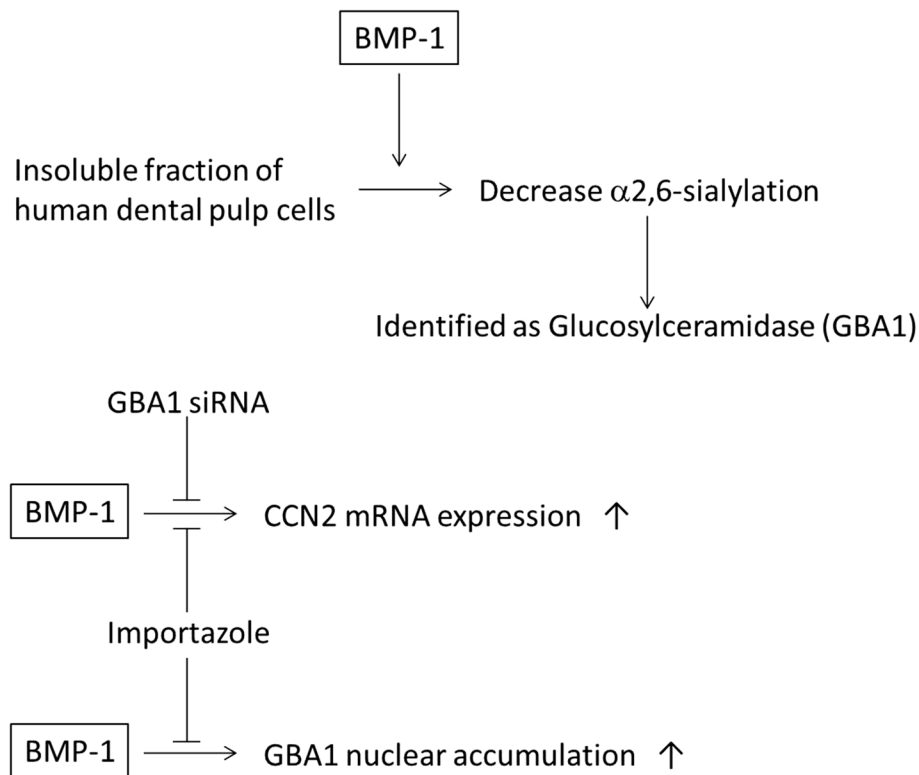 BMP-1
Insoluble fraction of
human dental pulp cells
Decrease α2,6-sialylation
Identified as Glucosylceramidase (GBA1)
GBA1 siRNA
BMP-1
CCN2 mRNA expression ↑
Importazole
BMP-1
GBA1 nuclear accumulation ↑